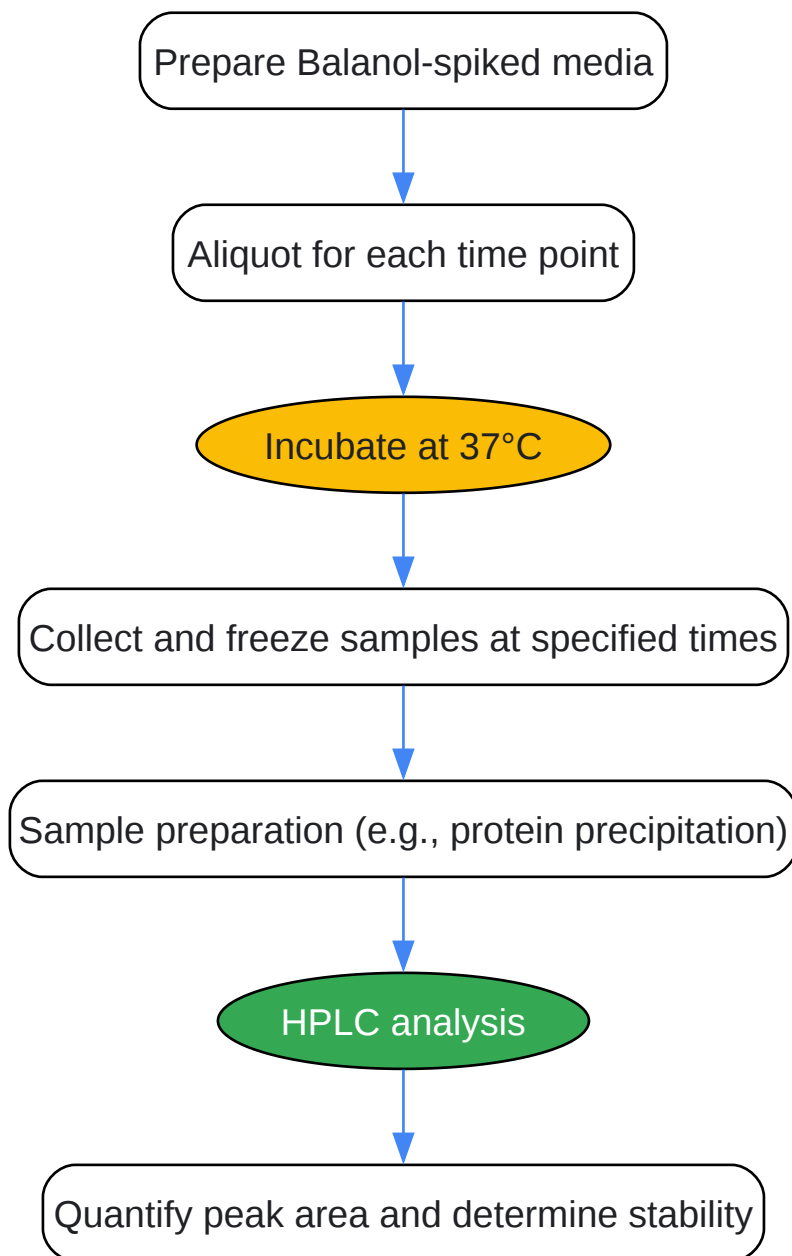 Prepare Balanol-spiked media
Aliquot for each time point
Incubate at 37°C
Collect and freeze samples at specified times
Sample preparation (e.g., protein precipitation)
HPLC analysis
Quantify peak area and determine stability